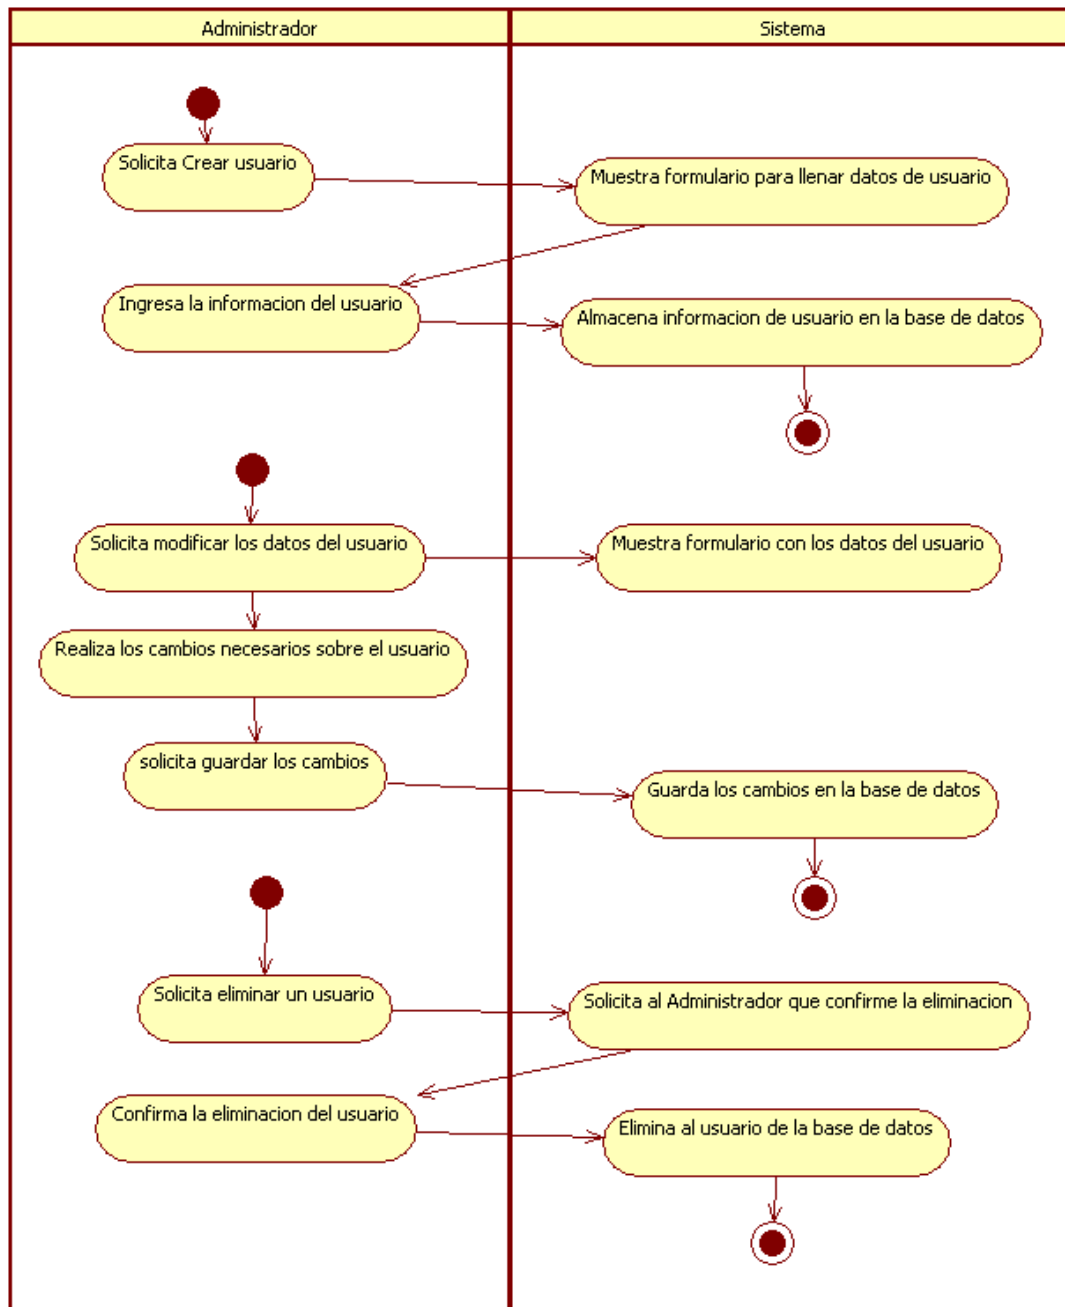 Administrador
Sistema
Solicita Crear usuario
Muestra formulario para llenar datos de usuario
Ingresa la informacion del usuario
Almacena informacion de usuario en la base de datos
Solicita modificar los datos del usuario
Muestra formulario con los datos del usuario
Realiza los cambios necesarios sobre el usuario
solicita guardar los cambios
Guarda los cambios en la base de datos
Solicita eliminar un usuario
Solicita al Administrador que confirme la eliminacion
Confirma la eliminacion del usuario
Elimina al usuario de la base de datos